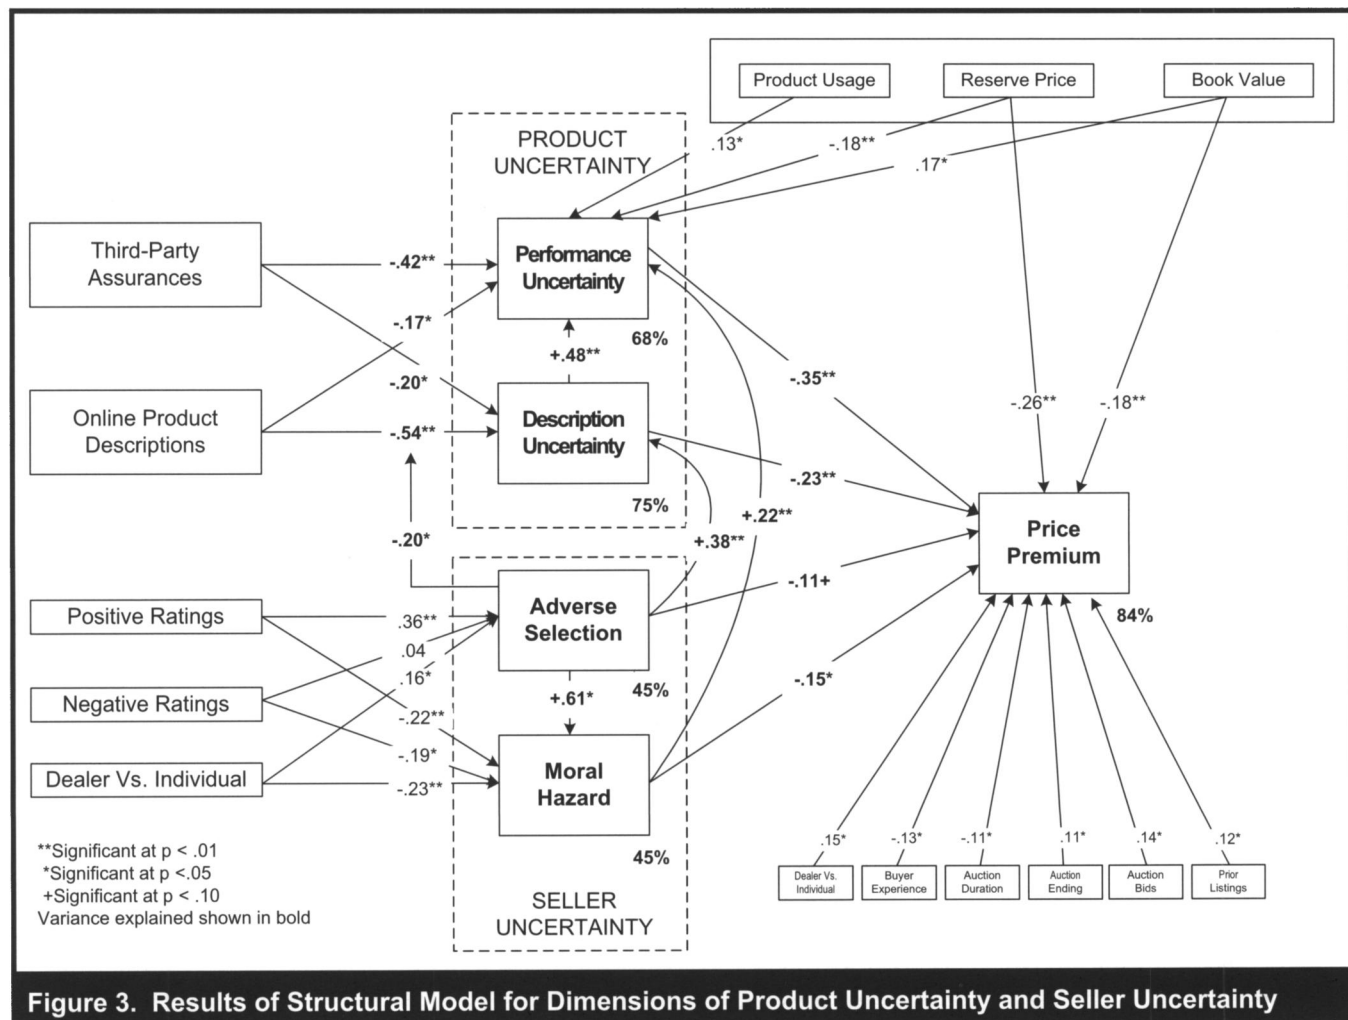 Product Usage
Reserve Price
Book Value
PRODUCT
UNCERTAINTY
.13*
-.18**
.17*
Third-Party
Assurances
-.42**
Performance
Uncertainty
68%
-.17*
+.48**
-.20*
-.35**
Online Product
Descriptions
-.54**
Description
Uncertainty
75%
-.26**
-.18**
-.23**
+.22**
+.38**
-.20*
Price
Premium
84%
-.11+
Positive Ratings
.36**
.04
.16*
Adverse
Selection
45%
Negative Ratings
-.22**
-.19*
-.23**
+.61*
-.15*
Dealer Vs. Individual
Moral
Hazard
45%
.15*
-.13*
-.11*
.11*
.14*
.12*
Dealer Vs.
Individual
Buyer
Experience
Auction
Duration
Auction
Ending
Auction
Bids
Prior
Listings
**Significant at p < .01
*Significant at p <.05
+Significant at p < .10
Variance explained shown in bold
SELLER
UNCERTAINTY
Figure 3. Results of Structural Model for Dimensions of Product Uncertainty and Seller Uncertainty